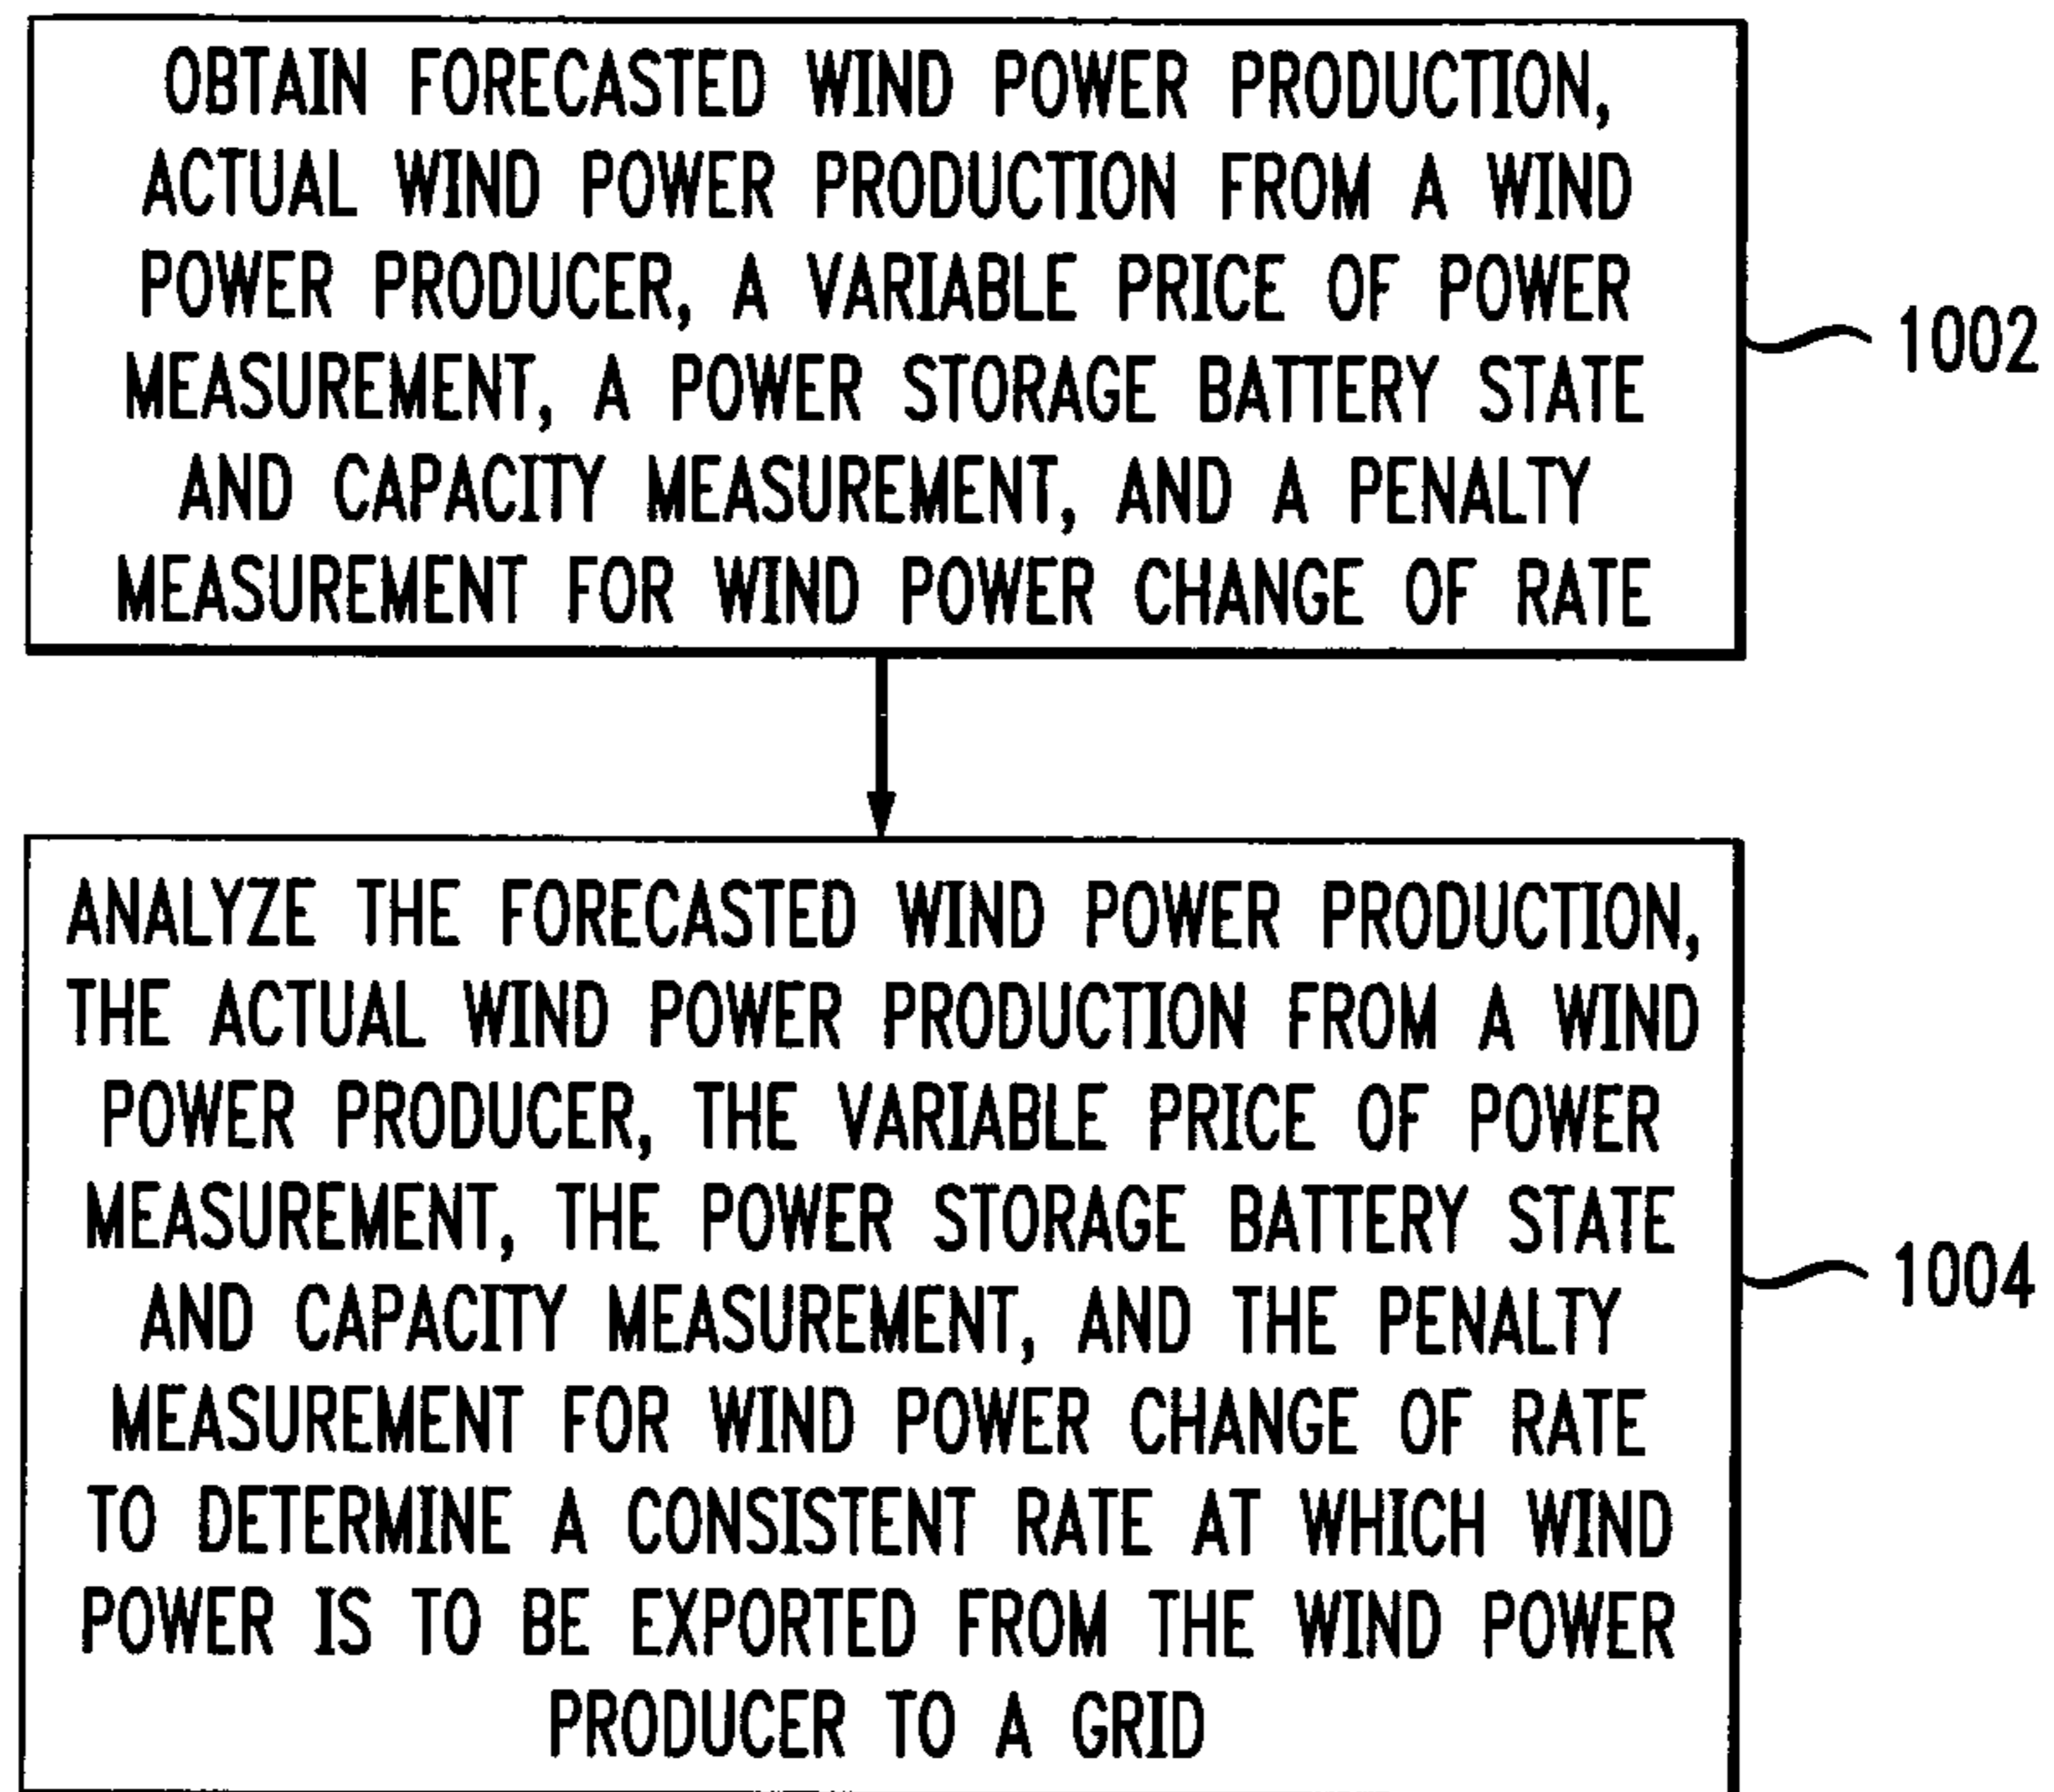 OBTAIN FORECASTED WIND POWER PRODUCTION,
ACTUAL WIND POWER PRODUCTION FROM A WIND
POWER PRODUCER, A VARIABLE PRICE OF POWER
MEASUREMENT, A POWER STORAGE BATTERY STATE
AND CAPACITY MEASUREMENT, AND A PENALTY
MEASUREMENT FOR WIND POWER CHANGE OF RATE
1002
ANALYZE THE FORECASTED WIND POWER PRODUCTION,
THE ACTUAL WIND POWER PRODUCTION FROM A WIND
POWER PRODUCER, THE VARIABLE PRICE OF POWER
MEASUREMENT, THE POWER STORAGE BATTERY STATE
AND CAPACITY MEASUREMENT, AND THE PENALTY
MEASUREMENT FOR WIND POWER CHANGE OF RATE
TO DETERMINE A CONSISTENT RATE AT WHICH WIND
POWER IS TO BE EXPORTED FROM THE WIND POWER
PRODUCER TO A GRID
1004